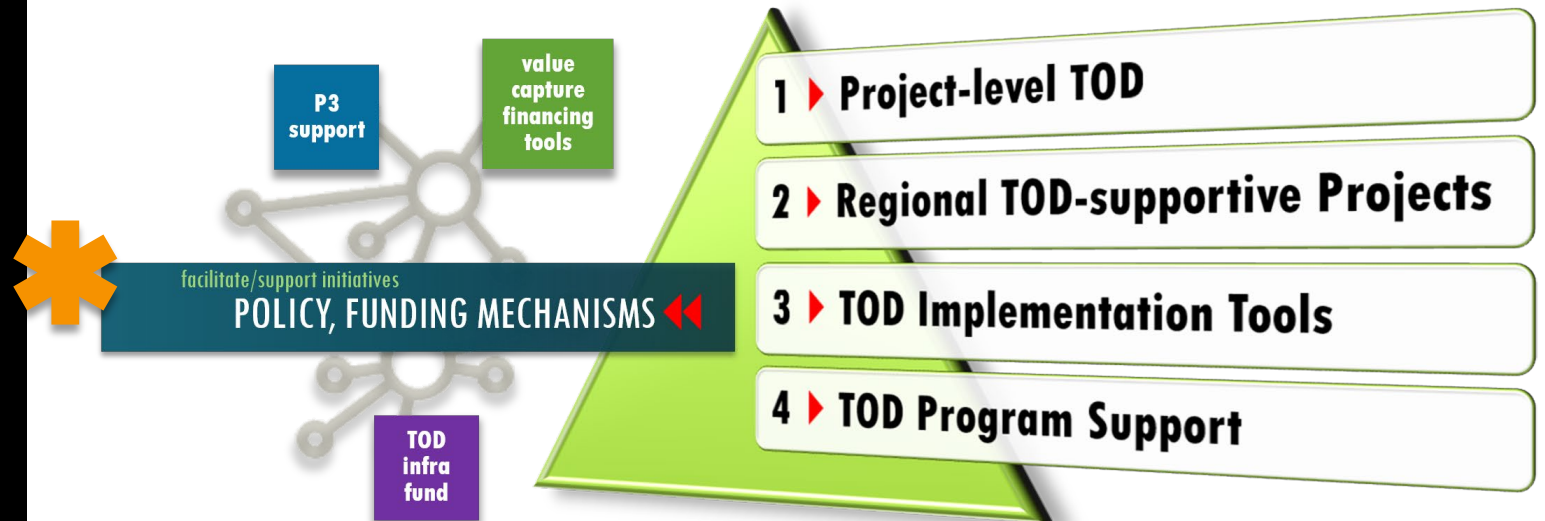 P3
support
value
capture
financing
tools
facilitate/support initiatives
POLICY, FUNDING MECHANISMS
TOD
infra
fund
1 Project-level TOD
2 Regional TOD-supportive Projects
3 TOD Implementation Tools
4 TOD Program Support